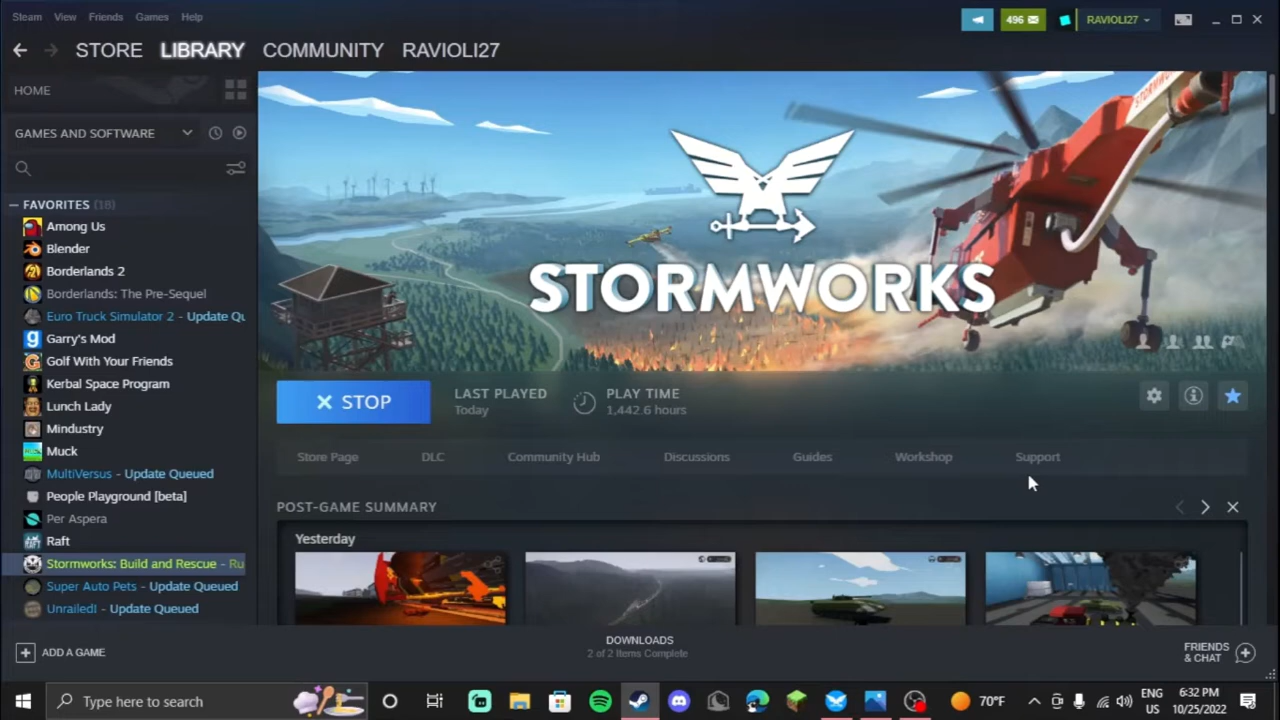 Steam View Friends Games Help
496 RAVIOLI27
STORE LIBRARY COMMUNITY RAVIOLI27
HOME
GAMES AND SOFTWARE
FAVORITES (18)
Among Us
Blender
Borderlands 2
Borderlands: The Pre-Sequel
Euro Truck Simulator 2 - Update Qu
Garry's Mod
Golf With Your Friends
Kerbal Space Program
Lunch Lady
Mindustry
Muck
MultiVersus - Update Queued
People Playground [beta]
Per Aspera
Raft
Stormworks: Build and Rescue - Ru
Super Auto Pets - Update Queued
Unrailed! - Update Queued
STORMWORKS
STOP
LAST PLAYED
Today
PLAY TIME
1,442.6 hours
Store Page DLC Community Hub Discussions Guides Workshop Support
POST-GAME SUMMARY
Yesterday
ADD A GAME
DOWNLOADS
2 of 2 Items Complete
FRIENDS
& CHAT
Type here to search
70°F
ENG
US
6:32 PM
10/25/2022